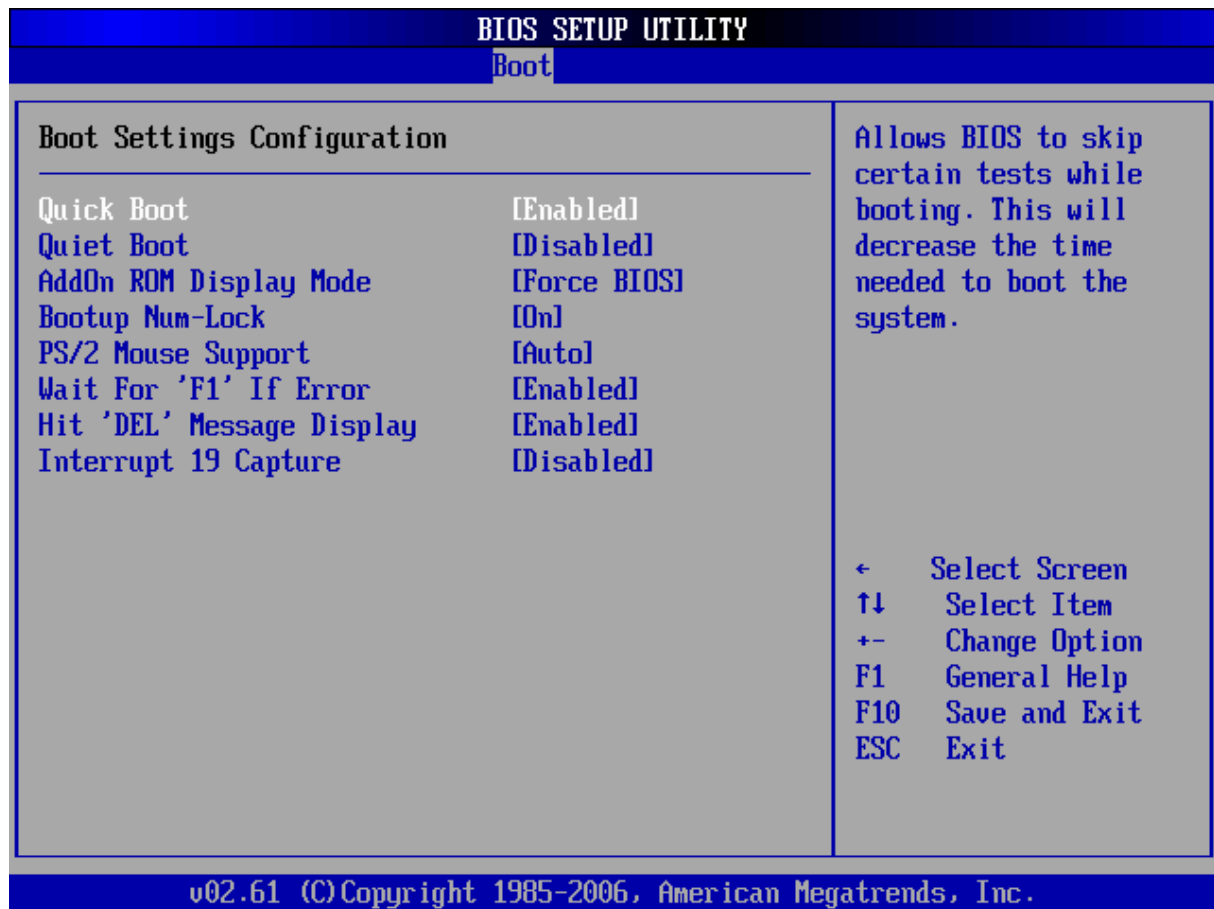 BIOS SETUP UTILITY
Boot
Boot Settings Configuration
Quick Boot [Enabled]
Quiet Boot [Disabled]
AddOn ROM Display Mode [Force BIOS]
Bootup Num-Lock [On]
PS/2 Mouse Support [Auto]
Wait For 'F1' If Error [Enabled]
Hit 'DEL' Message Display [Enabled]
Interrupt 19 Capture [Disabled]
Allows BIOS to skip
certain tests while
booting. This will
decrease the time
needed to boot the
system.
← Select Screen
↑↓ Select Item
+- Change Option
F1 General Help
F10 Save and Exit
ESC Exit
v02.61 (C)Copyright 1985-2006, American Megatrends, Inc.